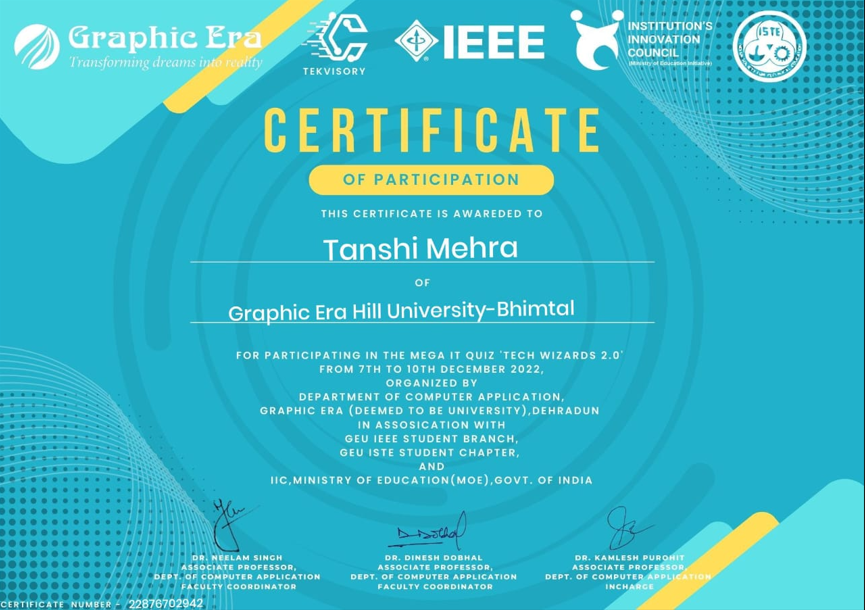 Graphic Era
Transforming dreams into reality
TEKVISORY
IEEE
INSTITUTION'S
INNOVATION
COUNCIL
(Ministry of Education Initiative)
ISTE
CERTIFICATE
OF PARTICIPATION
THIS CERTIFICATE IS AWAREDED TO
Tanshi Mehra
OF
Graphic Era Hill University-Bhimtal
FOR PARTICIPATING IN THE MEGA IT QUIZ 'TECH WIZARDS 2.0'
FROM 7TH TO 10TH DECEMBER 2022,
ORGANIZED BY
DEPARTMENT OF COMPUTER APPLICATION,
GRAPHIC ERA (DEEMED TO BE UNIVERSITY),DEHRADUN
IN ASSOSICATION WITH
GEU IEEE STUDENT BRANCH,
GEU ISTE STUDENT CHAPTER,
AND
IIC,MINISTRY OF EDUCATION(MOE),GOVT. OF INDIA
D.Dobhal
DR. NEELAM SINGH
ASSOCIATE PROFESSOR,
DEPT. OF COMPUTER APPLICATION
FACULTY COORDINATOR
DR. DINESH DOBHAL
ASSOCIATE PROFESSOR,
DEPT. OF COMPUTER APPLICATION
FACULTY COORDINATOR
DR. KAMLESH PUROHIT
ASSOCIATE PROFESSOR,
DEPT. OF COMPUTER APPLICATION
INCHARGE
CERTIFICATE NUMBER - 22876702942